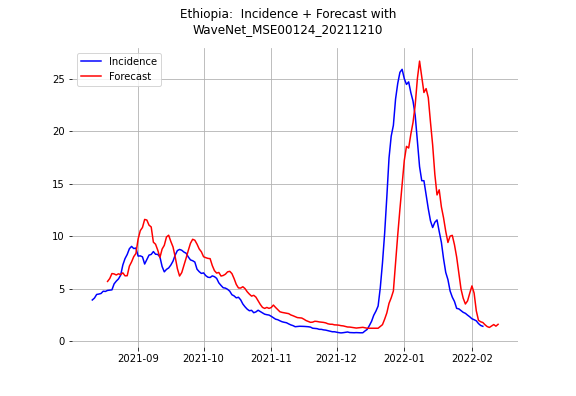 Ethiopia:  Incidence + Forecast with
WaveNet_MSE00124_20211210
Incidence
Forecast
25
20
15
10
5
0
2021-09 2021-10 2021-11 2021-12 2022-01 2022-02